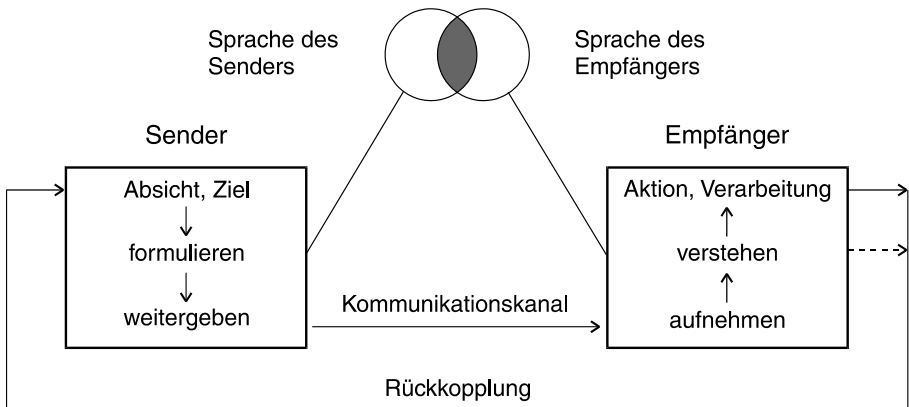 Sprache des
Senders
Sprache des
Empfängers
Sender
Empfänger
Absicht, Ziel
formulieren
weitergeben
Kommunikationskanal
Aktion, Verarbeitung
verstehen
aufnehmen
Rückkopplung